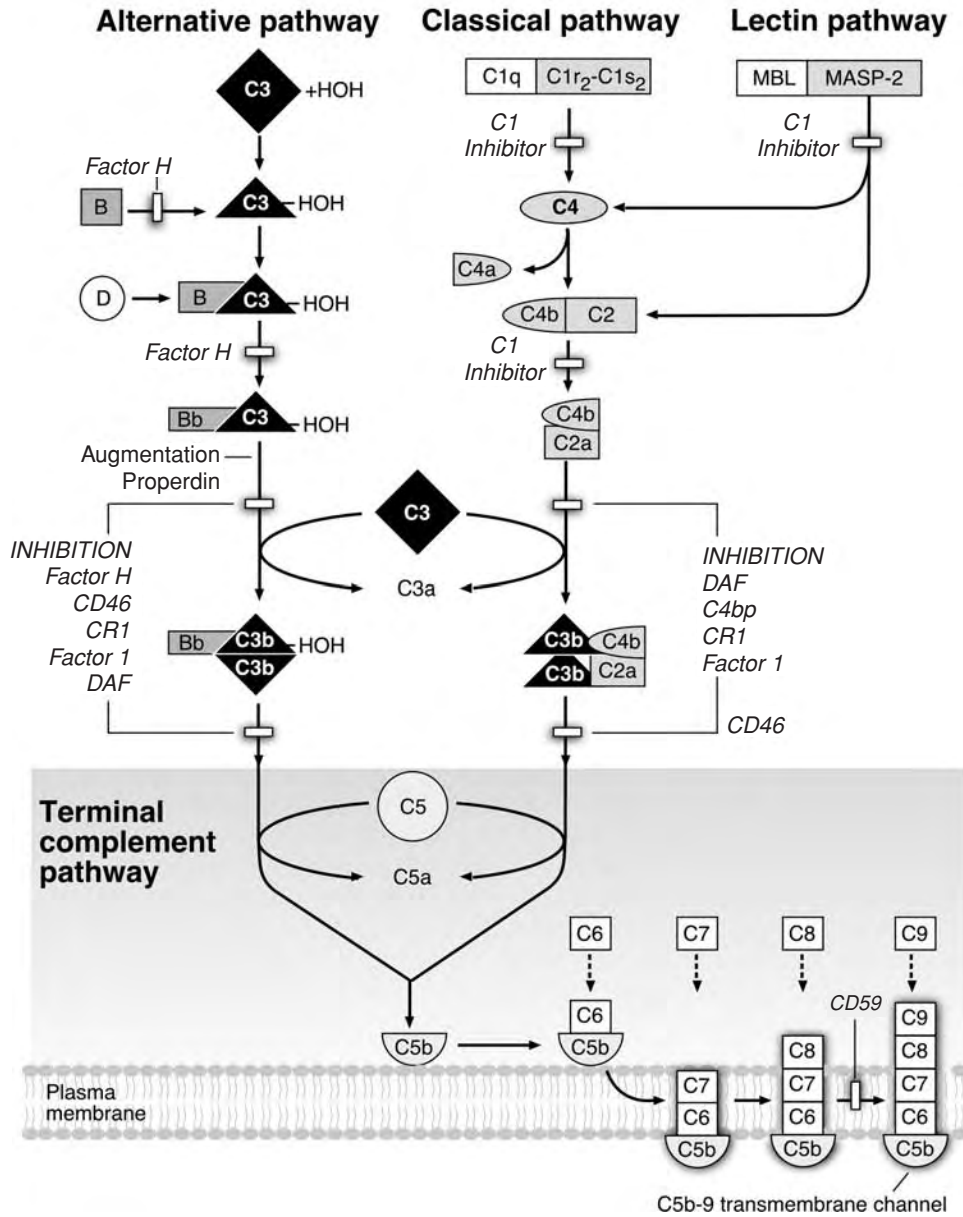 Alternative pathway
Classical pathway
Lectin pathway
C3
+HOH
C1q
C1r2-C1s2
MBL
MASP-2
C1
Inhibitor
C1
Inhibitor
Factor H
B
C3
HOH
C4
C4a
D
B
C3
HOH
C4b
C2
Factor H
C1
Inhibitor
Bb
C3
HOH
C4b
C2a
Augmentation
Properdin
C3
C3a
INHIBITION
Factor H
CD46
CR1
Factor 1
DAF
INHIBITION
DAF
C4bp
CR1
Factor 1
CD46
Bb
C3b
C3b
HOH
C3b
C3b
C4b
C2a
Terminal
complement
pathway
C5
C5a
C6
C7
C8
C9
CD59
C5b
C6
C5b
C7
C6
C5b
C8
C7
C6
C5b
C9
C8
C7
C6
C5b
Plasma
membrane
C5b-9 transmembrane channel